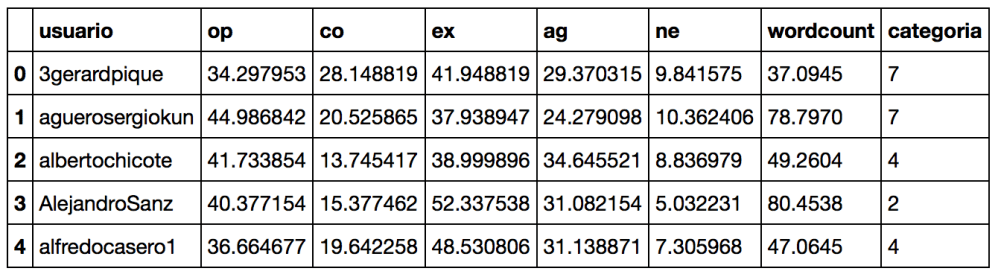 usuario op co ex ag ne wordcount categoria
0 3gerardpique 34.297953 28.148819 41.948819 29.370315 9.841575 37.0945 7
1 aguerosergiokun 44.986842 20.525865 37.938947 24.279098 10.362406 78.7970 7
2 albertochicote 41.733854 13.745417 38.999896 34.645521 8.836979 49.2604 4
3 AlejandroSanz 40.377154 15.377462 52.337538 31.082154 5.032231 80.4538 2
4 alfredocasero1 36.664677 19.642258 48.530806 31.138871 7.305968 47.0645 4